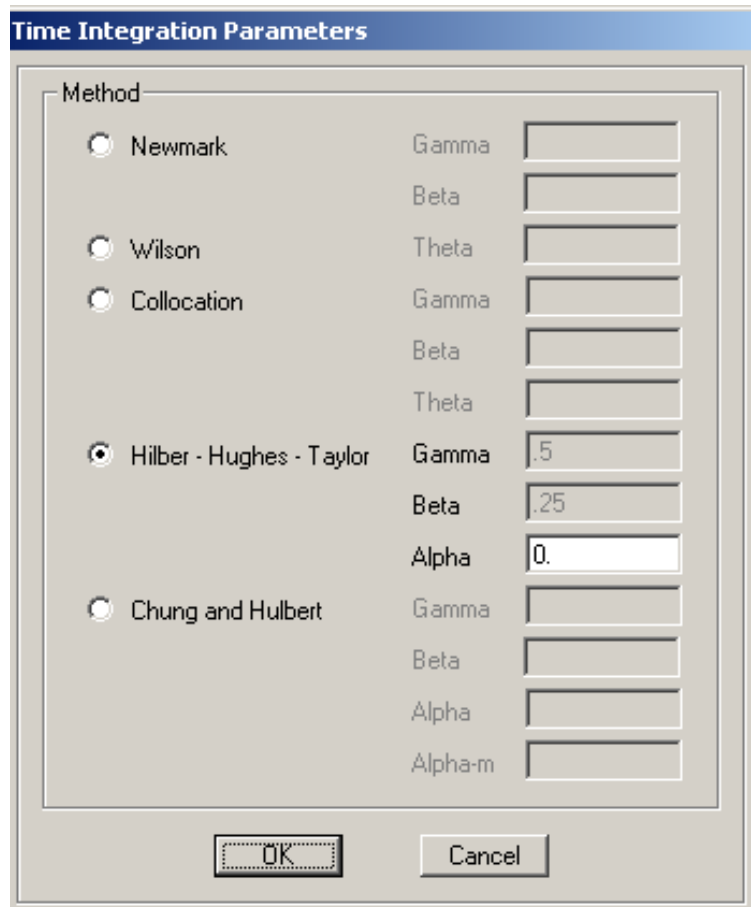 Time Integration Parameters
Method
Newmark Gamma
Beta
Wilson Theta
Collocation Gamma
Beta
Theta
Hilber - Hughes - Taylor Gamma .5
Beta .25
Alpha 0.
Chung and Hulbert Gamma
Beta
Alpha
Alpha-m
OK Cancel